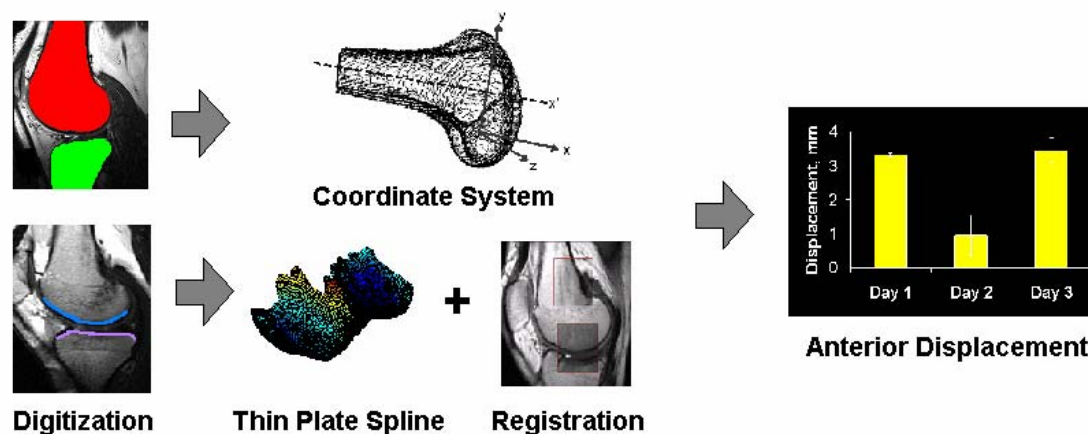 y
x'
x
z
Coordinate System
Digitization
Thin Plate Spline
+
Registration
Displacement, mm
4
3
2
1
0
Day 1
Day 2
Day 3
Anterior Displacement